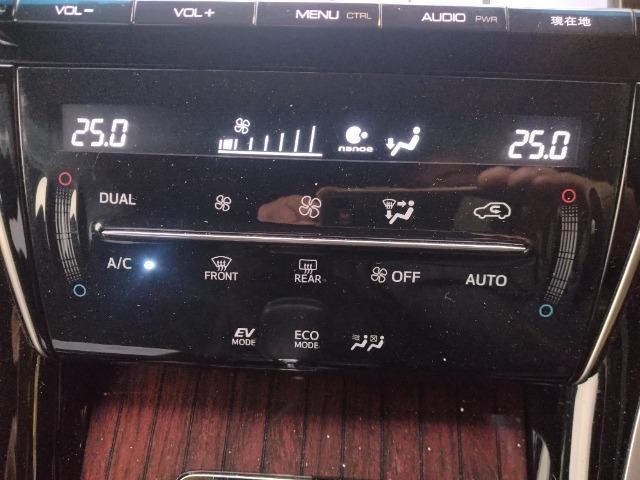 VOL− VOL+ MENU CTRL AUDIO PWR 現在地
25.0 nanoe 25.0
DUAL
A/C FRONT REAR OFF AUTO
EV MODE ECO MODE